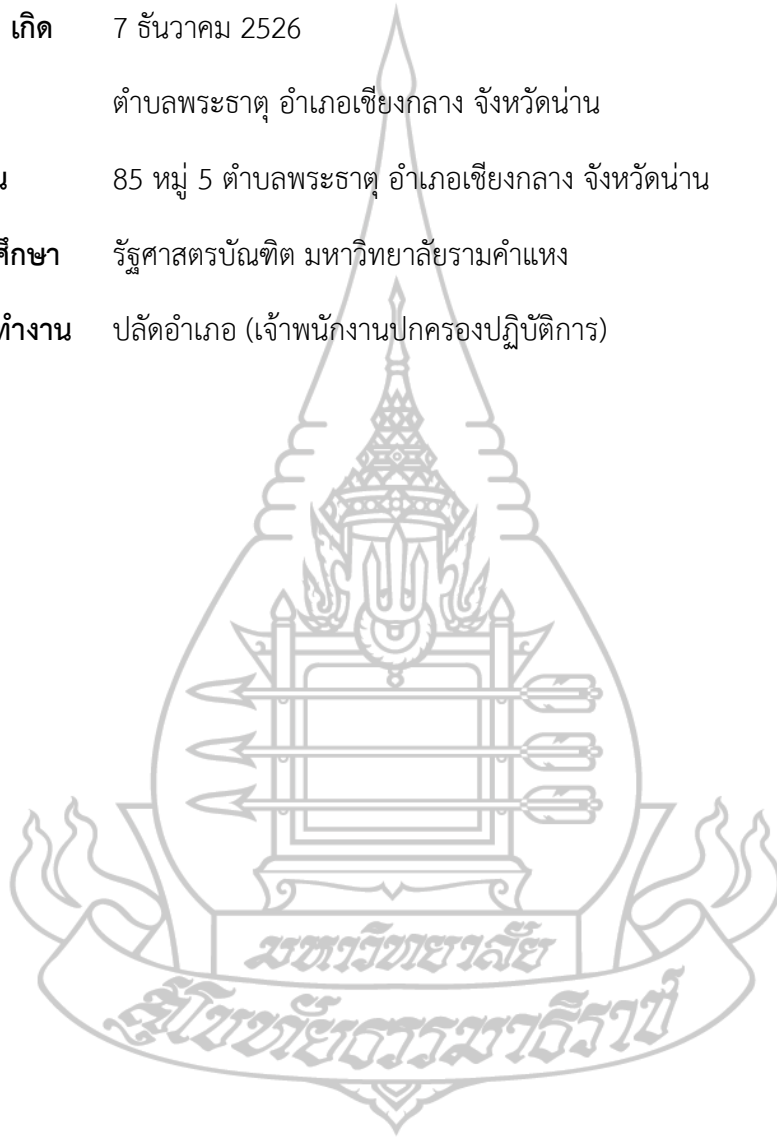 เกิด 7 ธันวาคม 2526
ตำบลพระธาตุ อำเภอเชียงกลาง จังหวัดน่าน
85 หมู่ 5 ตำบลพระธาตุ อำเภอเชียงกลาง จังหวัดน่าน
รัฐศาสตรบัณฑิต มหาวิทยาลัยรามคำแหง
ทำงาน ปลัดอำเภอ (เจ้าพนักงานปกครองปฏิบัติการ)
มหาวิทยาลัย
สุโขทัยธรรมาธิราช